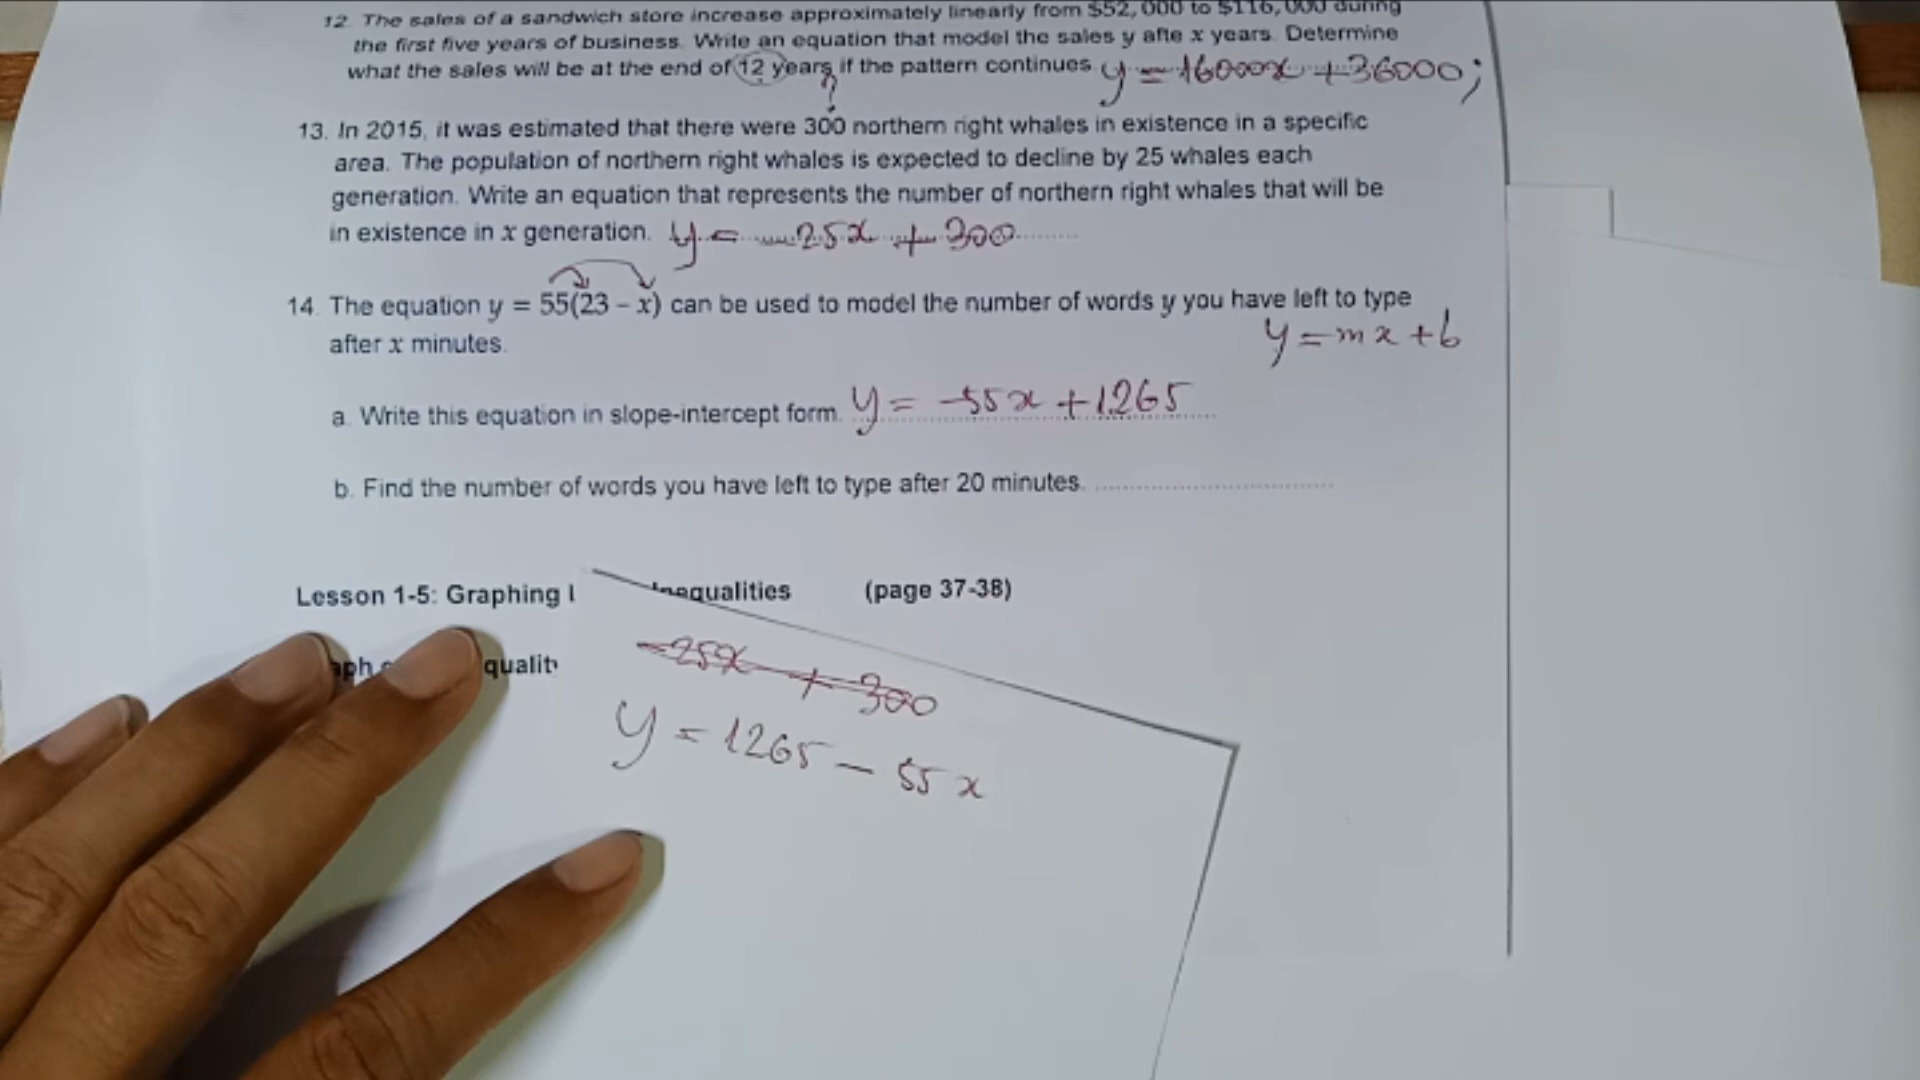 12. The sales of a sandwich store increase approximately linearly from $52, 000 to $116, 000 during
the first five years of business. Write an equation that model the sales y afte x years. Determine
what the sales will be at the end of 12 years if the pattern continues. y = 16000x + 36000;
13. In 2015, it was estimated that there were 300 northern right whales in existence in a specific
area. The population of northern right whales is expected to decline by 25 whales each
generation. Write an equation that represents the number of northern right whales that will be
in existence in x generation. y = -25x + 300
14. The equation y = 55(23 − x) can be used to model the number of words y you have left to type
after x minutes.
y = mx + b
a. Write this equation in slope-intercept form. y = -55x + 1265
b. Find the number of words you have left to type after 20 minutes.
Lesson 1-5: Graphing Inequalities (page 37-38)
-25x + 300
y = 1265 - 55x